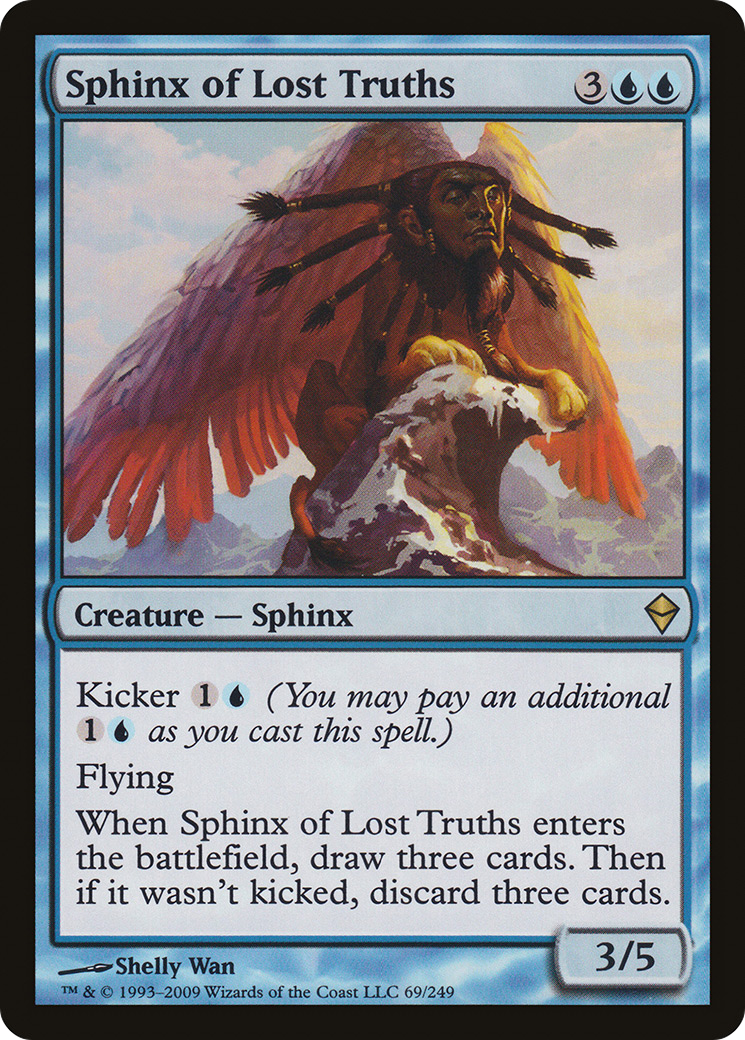 Sphinx of Lost Truths 3
Creature — Sphinx
Kicker 1 (You may pay an additional
1 as you cast this spell.)
Flying
When Sphinx of Lost Truths enters
the battlefield, draw three cards. Then
if it wasn't kicked, discard three cards.
3/5
Shelly Wan
™ & © 1993–2009 Wizards of the Coast LLC 69/249